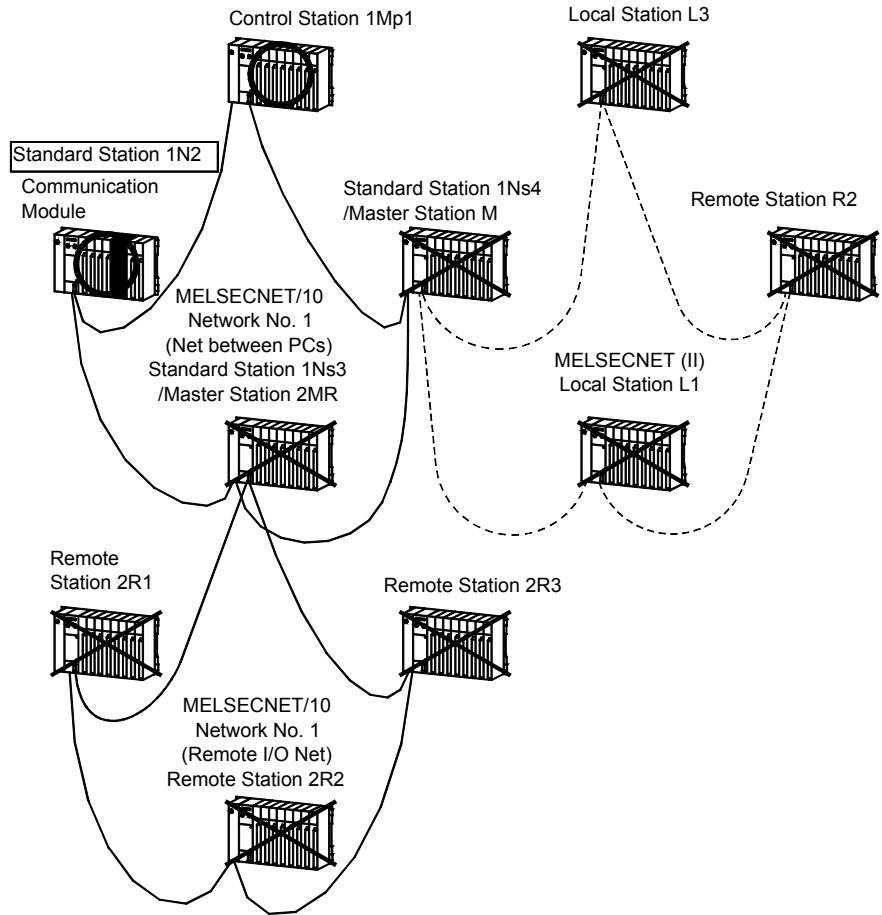 Control Station 1Mp1
Local Station L3
Standard Station 1N2
Communication
Module
Standard Station 1Ns4
/Master Station M
Remote Station R2
MELSECNET/10
Network No. 1
(Net between PCs)
Standard Station 1Ns3
/Master Station 2MR
MELSECNET (II)
Local Station L1
Remote
Station 2R1
Remote Station 2R3
MELSECNET/10
Network No. 1
(Remote I/O Net)
Remote Station 2R2